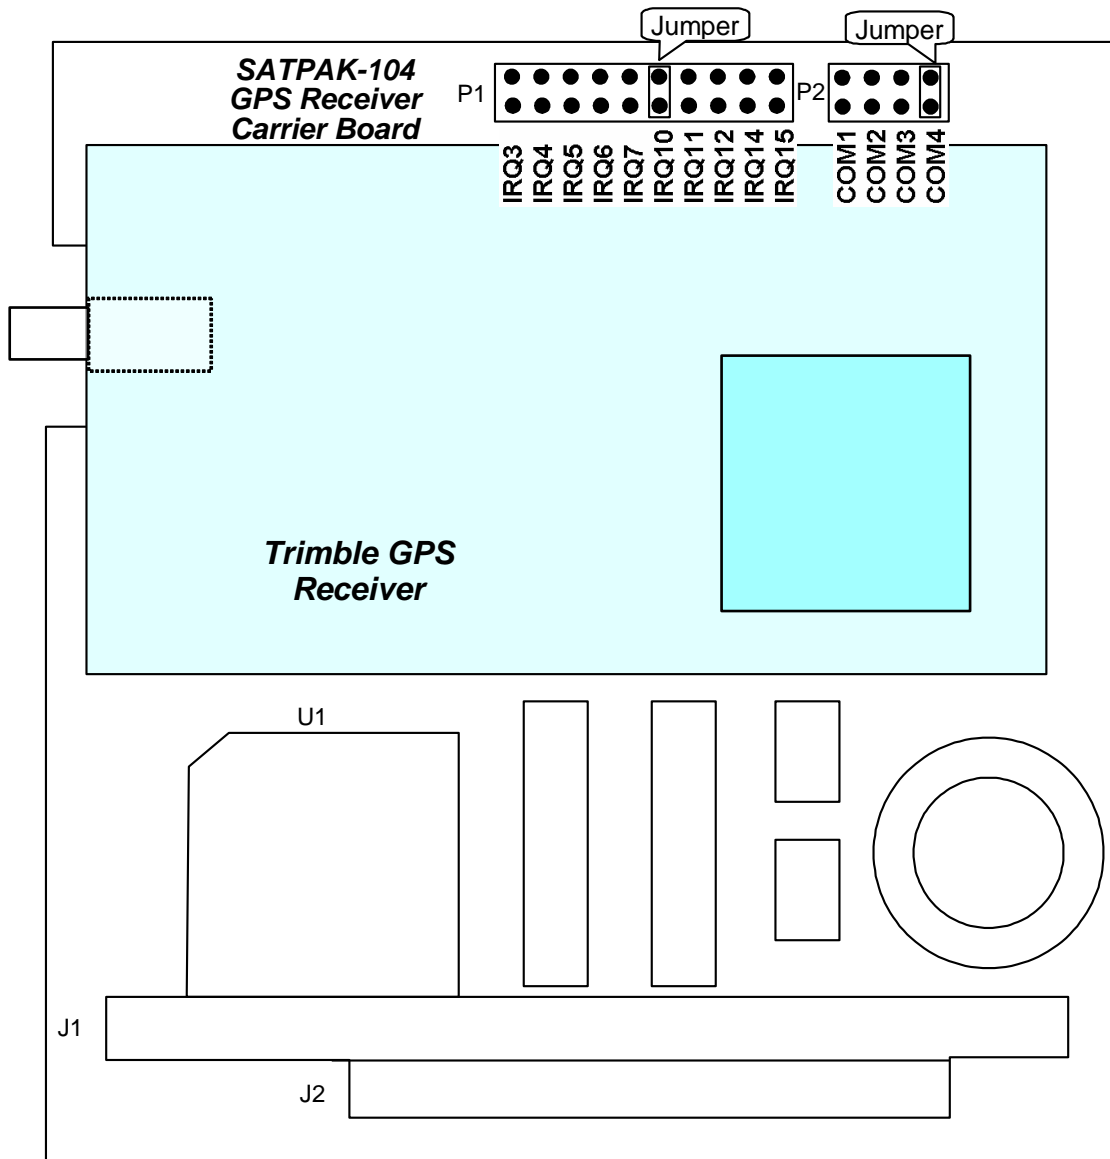 Jumper
Jumper
SATPAK-104
GPS Receiver
Carrier Board
P1
P2
IRQ3
IRQ4
IRQ5
IRQ6
IRQ7
IRQ10
IRQ11
IRQ12
IRQ14
IRQ15
COM1
COM2
COM3
COM4
Trimble GPS
Receiver
U1
J1
J2